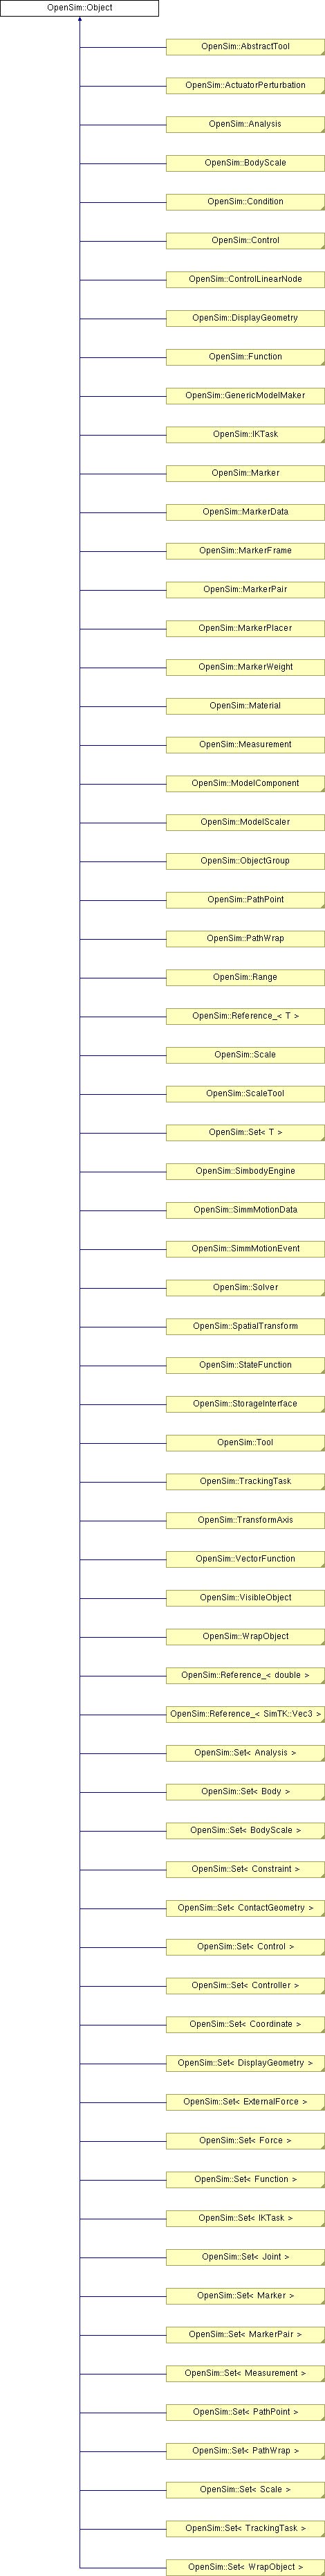 OpenSim::Object
OpenSim::AbstractTool
OpenSim::ActuatorPerturbation
OpenSim::Analysis
OpenSim::BodyScale
OpenSim::Condition
OpenSim::Control
OpenSim::ControlLinearNode
OpenSim::DisplayGeometry
OpenSim::Function
OpenSim::GenericModelMaker
OpenSim::IKTask
OpenSim::Marker
OpenSim::MarkerData
OpenSim::MarkerFrame
OpenSim::MarkerPair
OpenSim::MarkerPlacer
OpenSim::MarkerWeight
OpenSim::Material
OpenSim::Measurement
OpenSim::ModelComponent
OpenSim::ModelScaler
OpenSim::ObjectGroup
OpenSim::PathPoint
OpenSim::PathWrap
OpenSim::Range
OpenSim::Reference_< T >
OpenSim::Scale
OpenSim::ScaleTool
OpenSim::Set< T >
OpenSim::SimbodyEngine
OpenSim::SimmMotionData
OpenSim::SimmMotionEvent
OpenSim::Solver
OpenSim::SpatialTransform
OpenSim::StateFunction
OpenSim::StorageInterface
OpenSim::Tool
OpenSim::TrackingTask
OpenSim::TransformAxis
OpenSim::VectorFunction
OpenSim::VisibleObject
OpenSim::WrapObject
OpenSim::Reference_< double >
OpenSim::Reference_< SimTK::Vec3 >
OpenSim::Set< Analysis >
OpenSim::Set< Body >
OpenSim::Set< BodyScale >
OpenSim::Set< Constraint >
OpenSim::Set< ContactGeometry >
OpenSim::Set< Control >
OpenSim::Set< Controller >
OpenSim::Set< Coordinate >
OpenSim::Set< DisplayGeometry >
OpenSim::Set< ExternalForce >
OpenSim::Set< Force >
OpenSim::Set< Function >
OpenSim::Set< IKTask >
OpenSim::Set< Joint >
OpenSim::Set< Marker >
OpenSim::Set< MarkerPair >
OpenSim::Set< Measurement >
OpenSim::Set< PathPoint >
OpenSim::Set< PathWrap >
OpenSim::Set< Scale >
OpenSim::Set< TrackingTask >
OpenSim::Set< WrapObject >